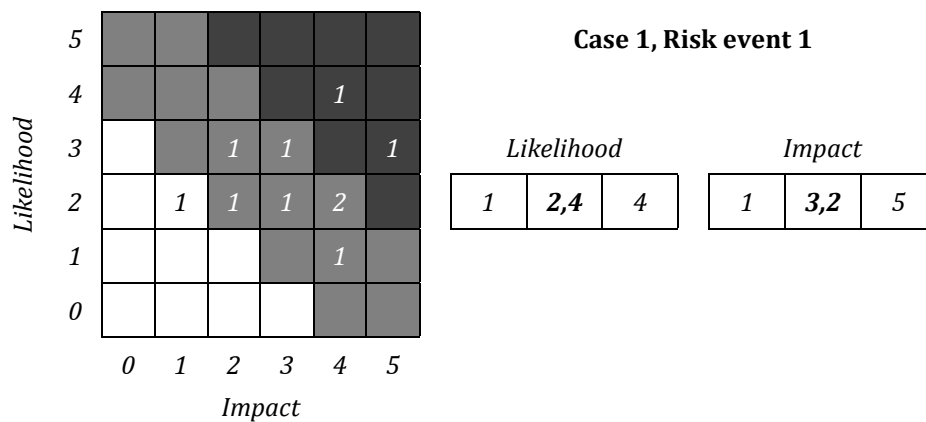 Case 1, Risk event 1
Likelihood
5
4 1
3 1 1 1
2 1 1 1 2
1 1
0
0 1 2 3 4 5
Impact
Likelihood Impact
1 2,4 4 1 3,2 5